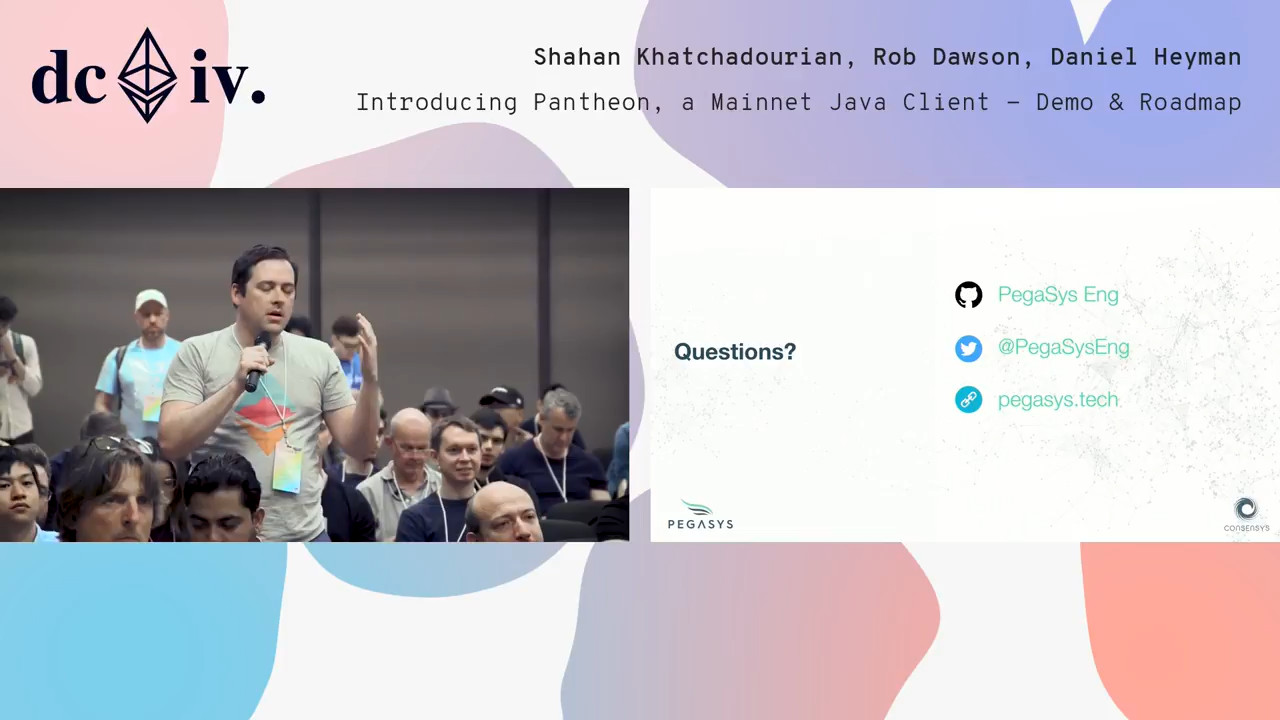 dc iv.
Shahan Khatchadourian, Rob Dawson, Daniel Heyman
Introducing Pantheon, a Mainnet Java Client – Demo & Roadmap
Questions?
PegaSys Eng
@PegaSysEng
pegasys.tech
PEGASYS
CONSENSYS